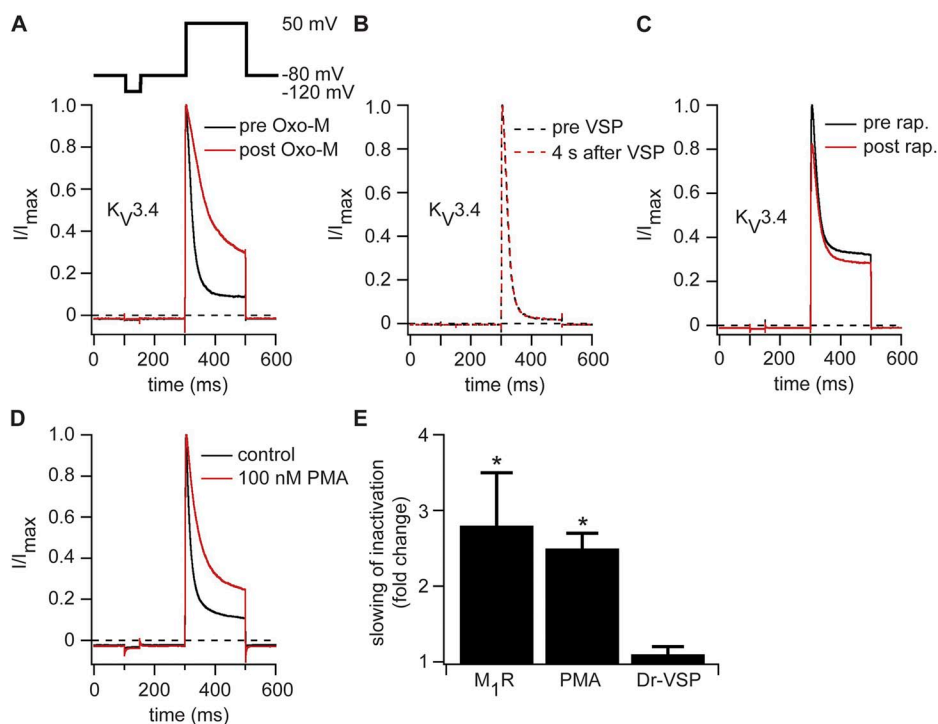 A
50 mV
-80 mV
-120 mV
1.0
0.8
0.6
0.4
0.2
0
I/Imax
pre Oxo-M
post Oxo-M
KV3.4
0 200 400 600
time (ms)
B
1.0
0.8
0.6
0.4
0.2
0
I/Imax
pre VSP
4 s after VSP
KV3.4
0 200 400 600
time (ms)
C
1.0
0.8
0.6
0.4
0.2
0
I/Imax
pre rap.
post rap.
KV3.4
0 200 400 600
time (ms)
D
1.0
0.8
0.6
0.4
0.2
0
I/Imax
control
100 nM PMA
0 200 400 600
time (ms)
E
4
3
2
1
slowing of inactivation
(fold change)
*
*
M1R PMA Dr-VSP